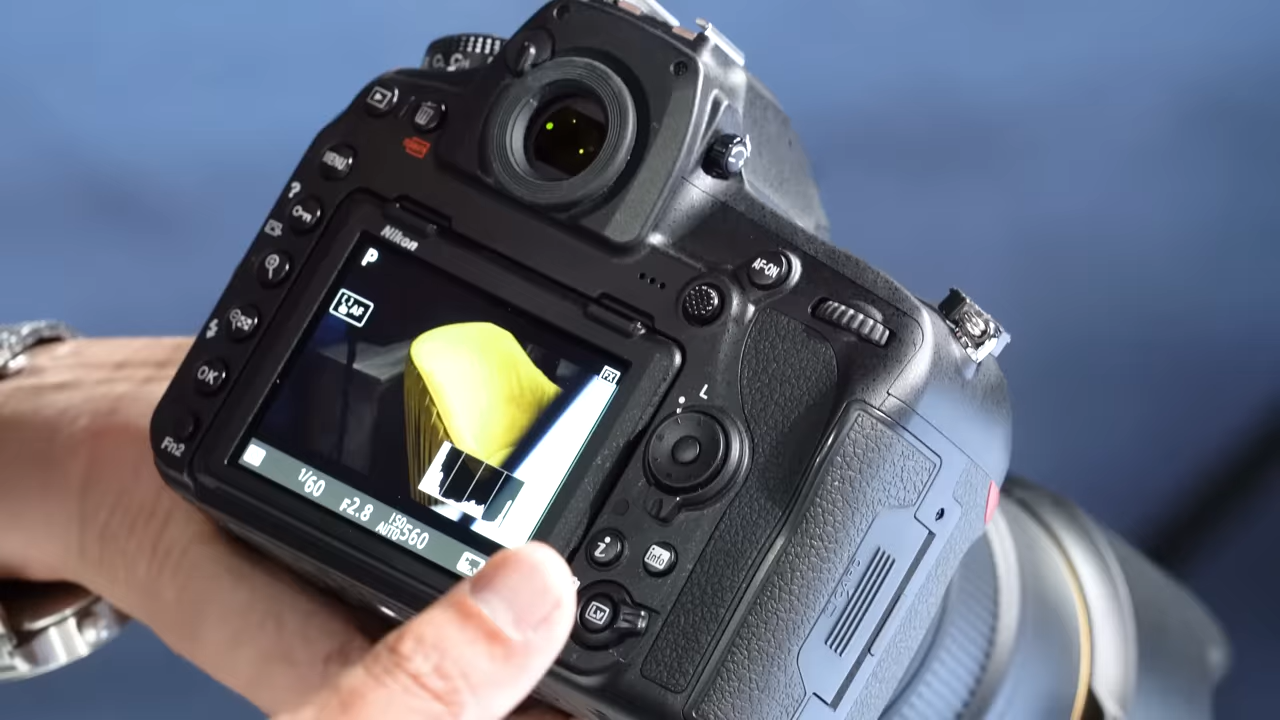 MENU
?
Nikon
P
AF
FX
AF-ON
L
OK
Fn2
1/60
F2.8
ISO
AUTO
560
i
info
Lv